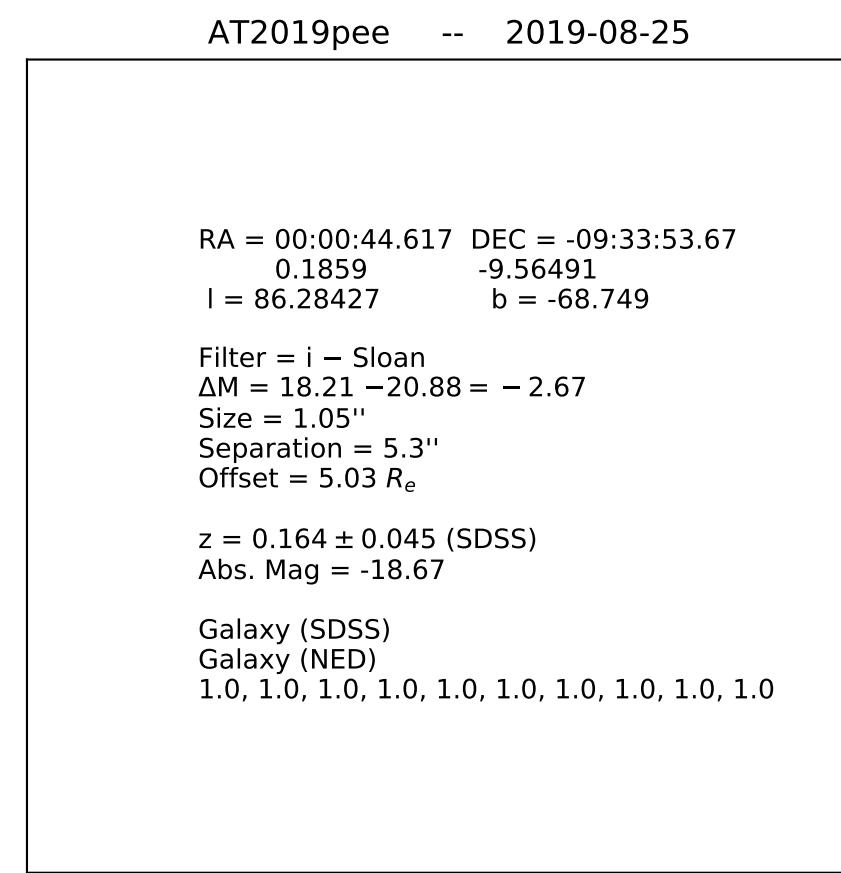 AT2019pee -- 2019-08-25
RA = 00:00:44.617 DEC = -09:33:53.67
0.1859 -9.56491
l = 86.28427 b = -68.749
Filter = i − Sloan
ΔM = 18.21 −20.88 = − 2.67
Size = 1.05''
Separation = 5.3''
Offset = 5.03 Re
z = 0.164 ± 0.045 (SDSS)
Abs. Mag = -18.67
Galaxy (SDSS)
Galaxy (NED)
1.0, 1.0, 1.0, 1.0, 1.0, 1.0, 1.0, 1.0, 1.0, 1.0